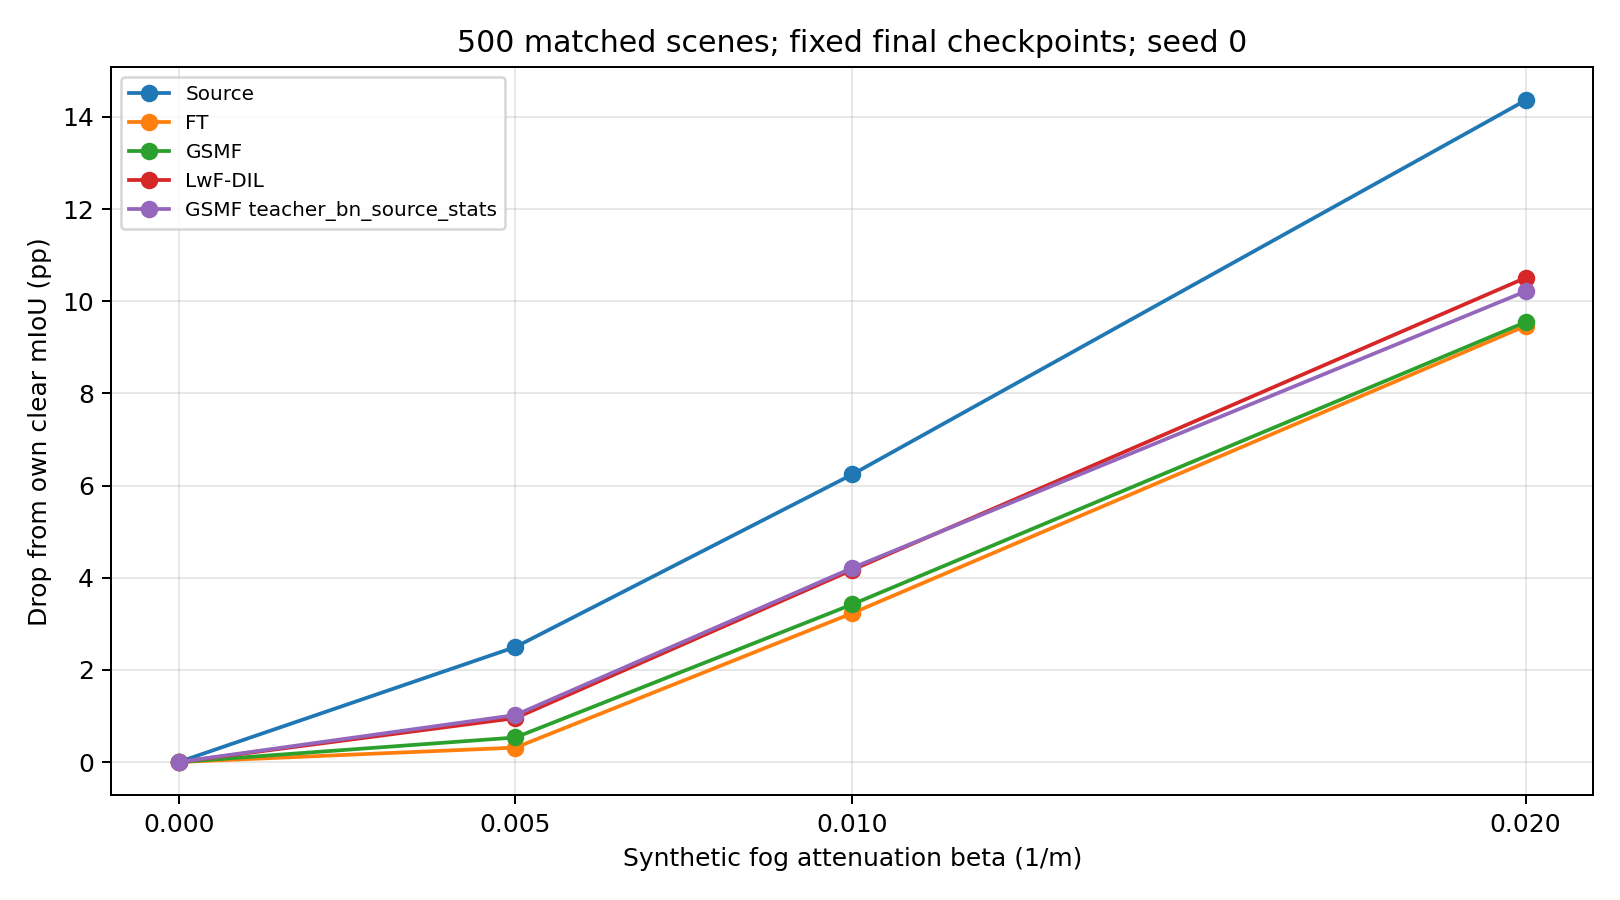 500 matched scenes; fixed final checkpoints; seed 0
Source
FT
GSMF
LwF-DIL
GSMF teacher_bn_source_stats
Drop from own clear mIoU (pp)
14
12
10
8
6
4
2
0
0.000 0.005 0.010 0.020
Synthetic fog attenuation beta (1/m)